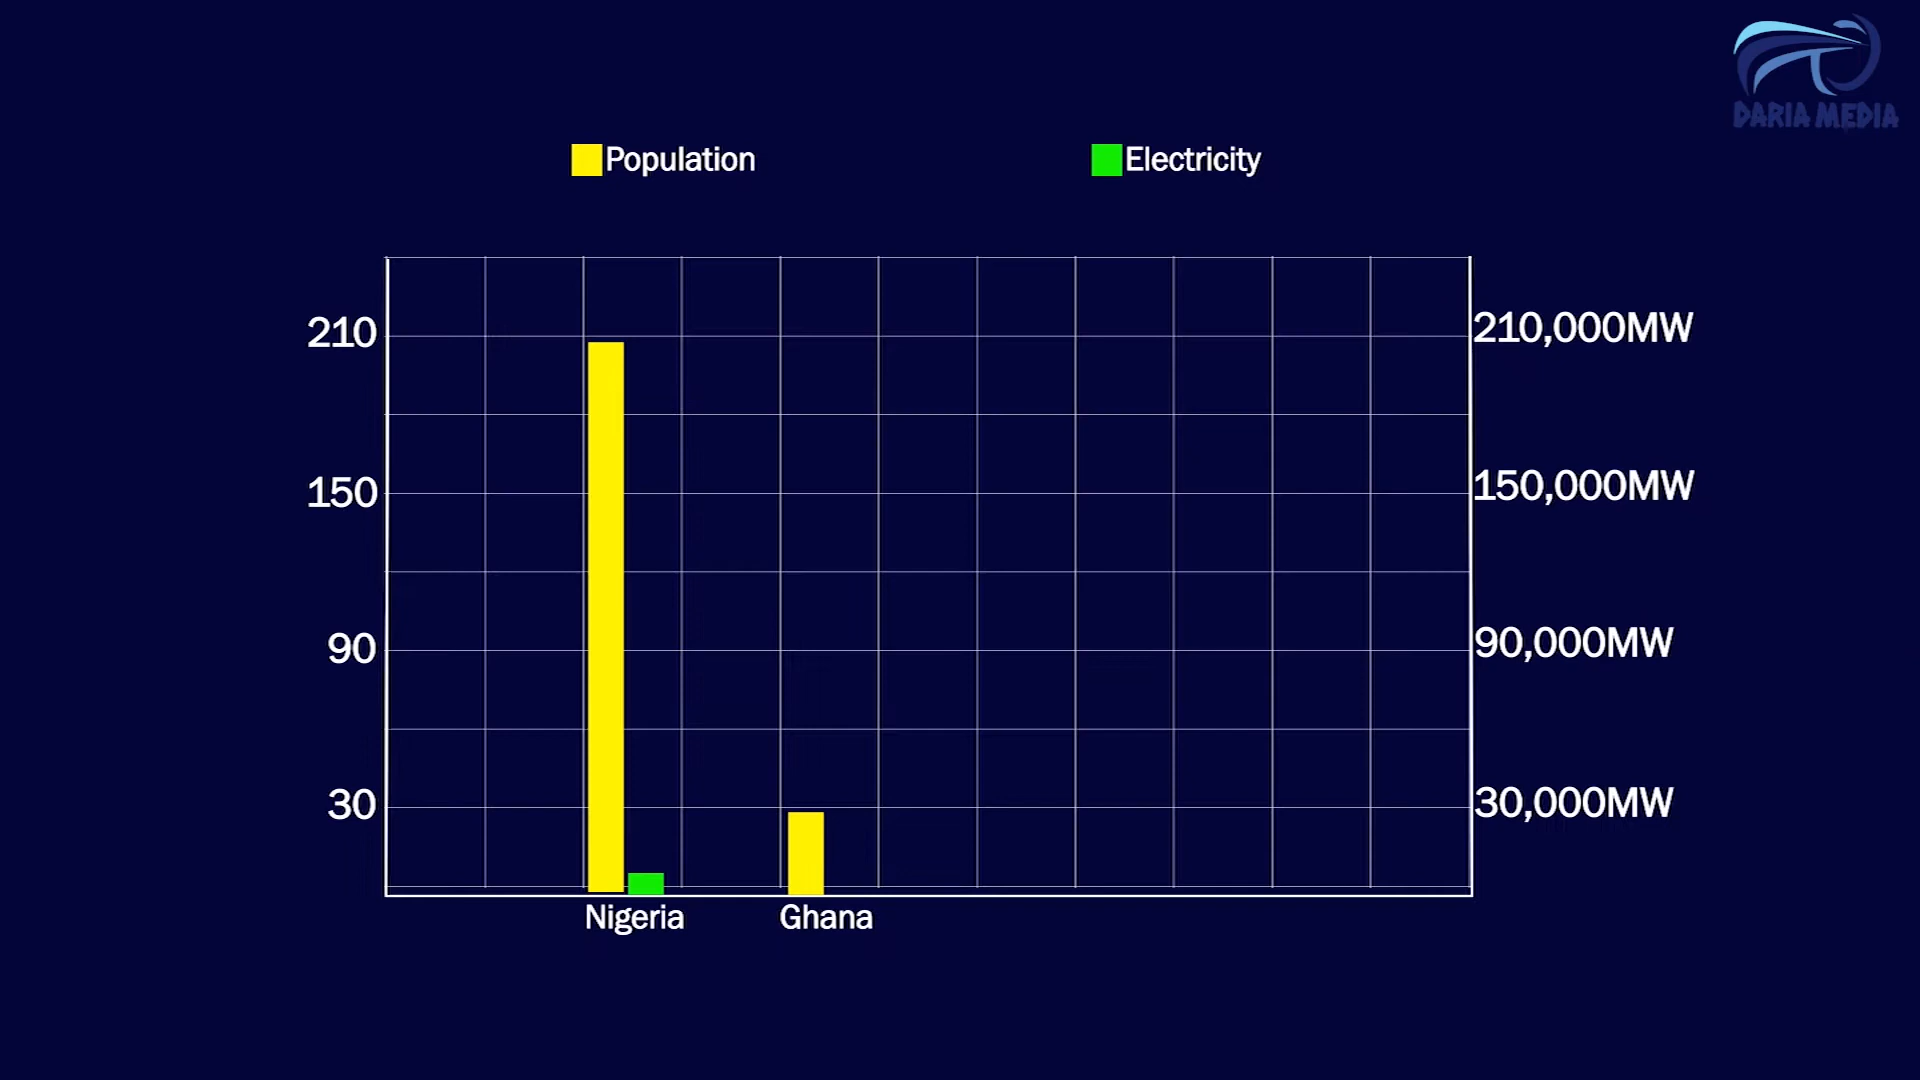 DARIA MEDIA
Population
Electricity
210
210,000MW
150
150,000MW
90
90,000MW
30
30,000MW
Nigeria
Ghana